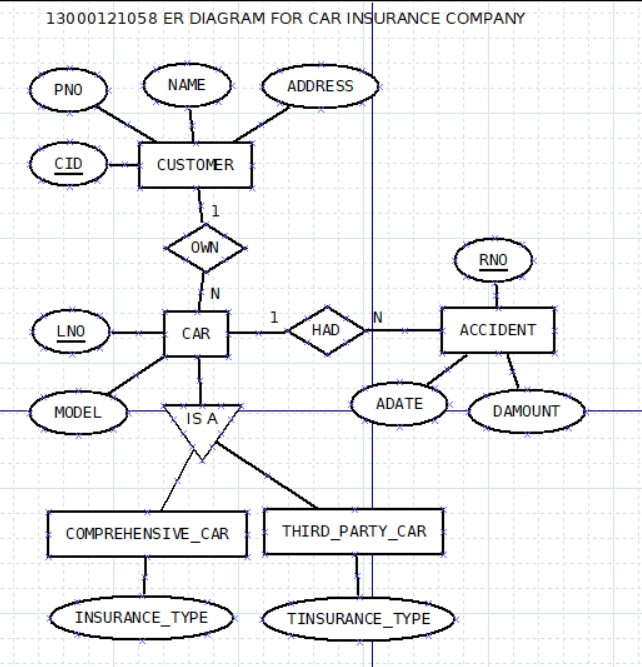 13000121058 ER DIAGRAM FOR CAR INSURANCE COMPANY
PNO
NAME
ADDRESS
CID
CUSTOMER
1
OWN
N
RNO
LNO
CAR
1
HAD
N
ACCIDENT
MODEL
IS A
ADATE
DAMOUNT
COMPREHENSIVE_CAR
THIRD_PARTY_CAR
INSURANCE_TYPE
TINSURANCE_TYPE